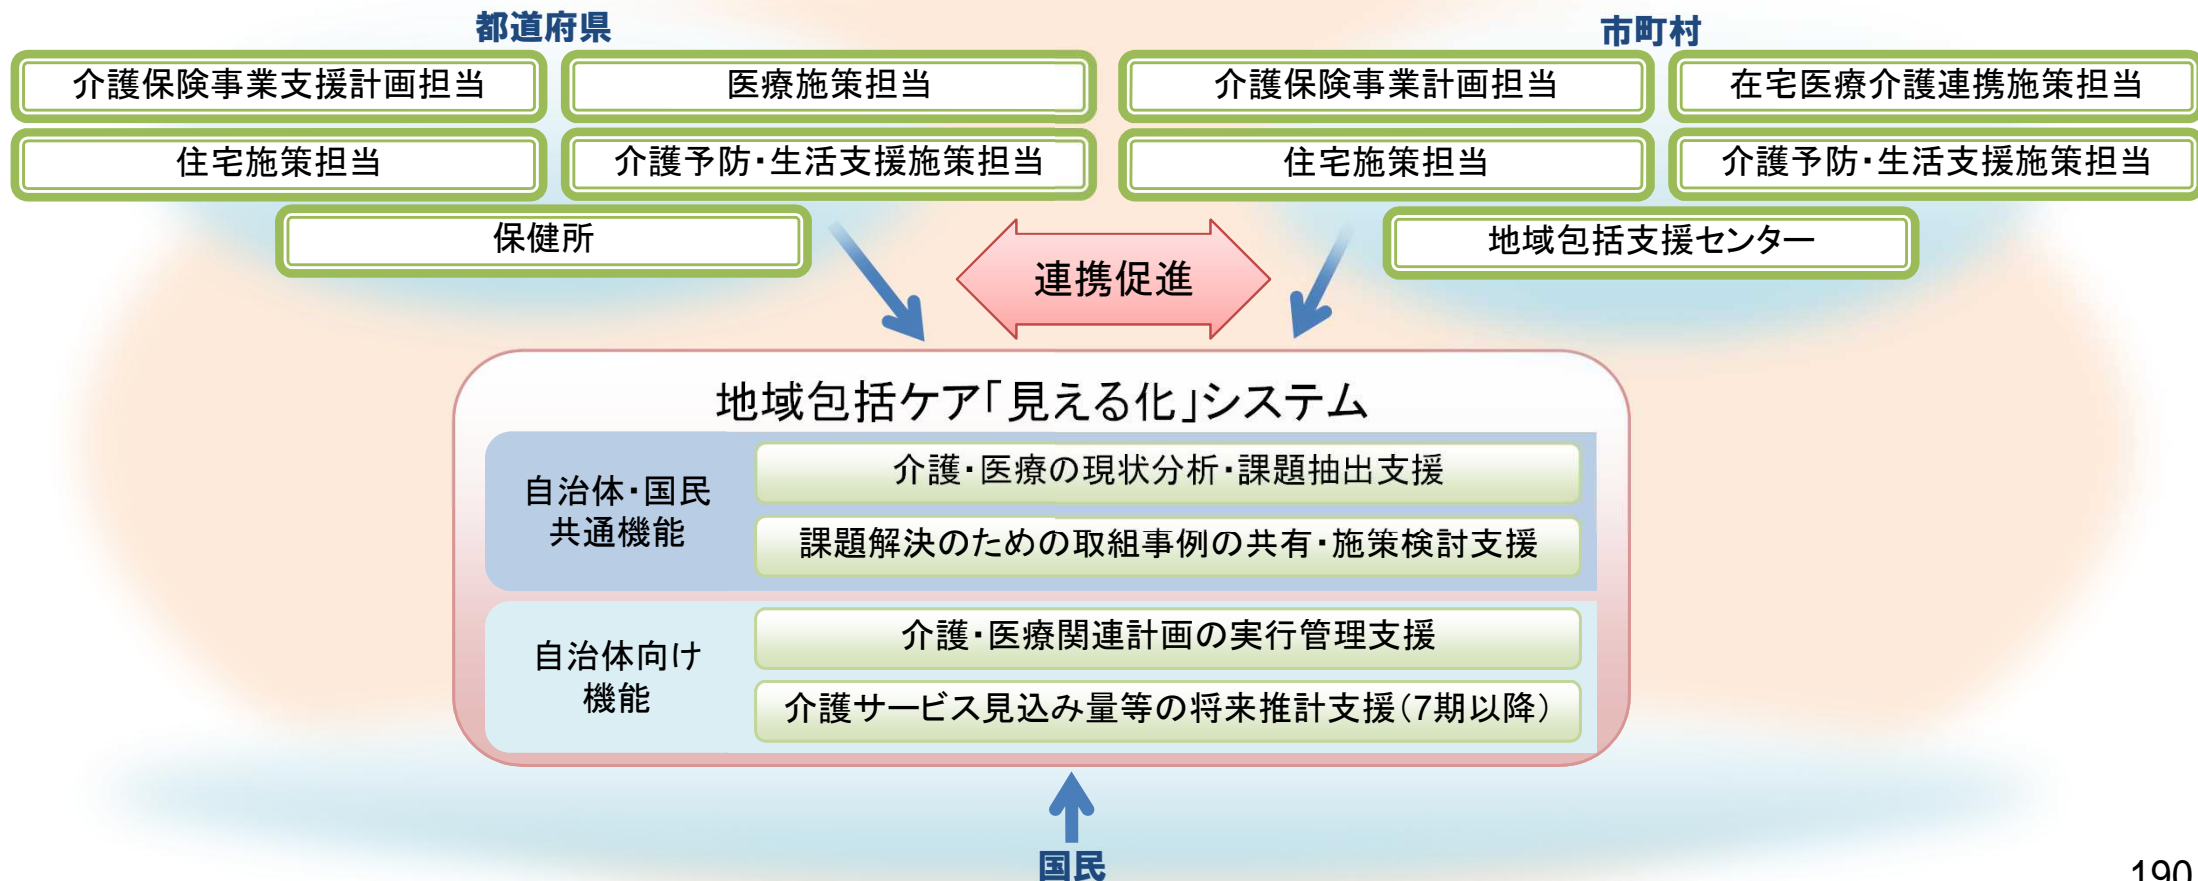 都道府県
介護保険事業支援計画担当
医療施策担当
住宅施策担当
介護予防・生活支援施策担当
保健所
市町村
介護保険事業計画担当
在宅医療介護連携施策担当
住宅施策担当
介護予防・生活支援施策担当
地域包括支援センター
連携促進
地域包括ケア「見える化」システム
自治体・国民
共通機能
介護・医療の現状分析・課題抽出支援
課題解決のための取組事例の共有・施策検討支援
自治体向け
機能
介護・医療関連計画の実行管理支援
介護サービス見込み量等の将来推計支援（7期以降）
国民
190